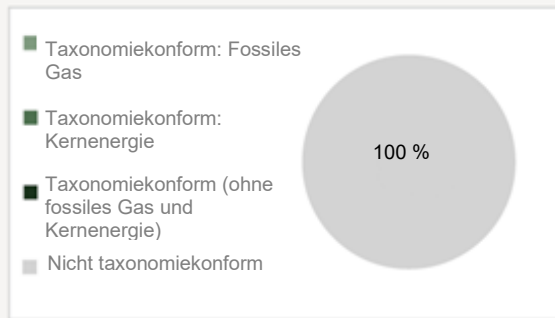 Taxonomiekonform: Fossiles
Gas
Taxonomiekonform:
Kernenergie
Taxonomiekonform (ohne
fossiles Gas und
Kernenergie)
Nicht taxonomiekonform
100 %